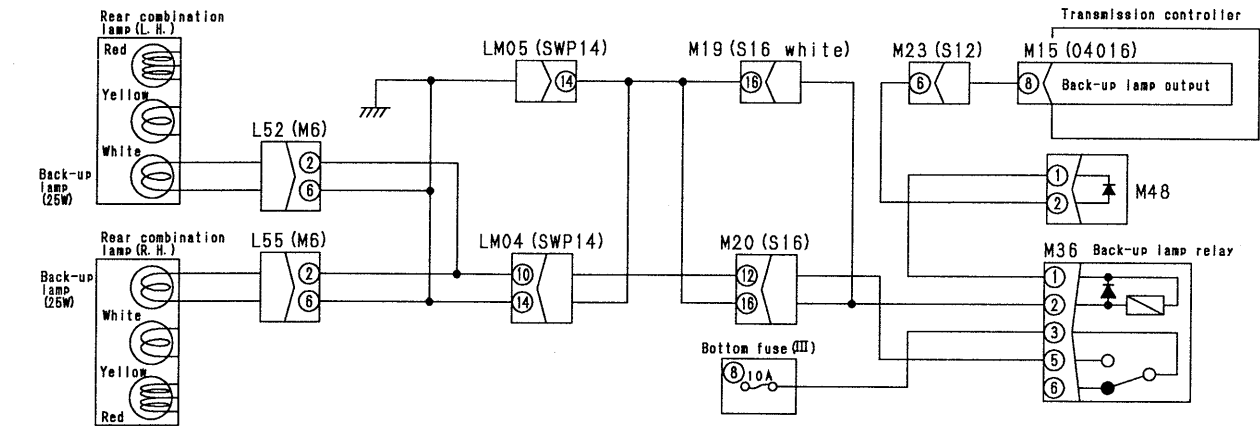 Rear combination
lamp (L. H.)
Red
Yellow
White
Back-up
lamp
(25W)
L52 (M6)
2
6
LM05 (SWP14)
14
M19 (S16 white)
16
M23 (S12)
6
Transmission controller
M15 (04016)
8
Back-up lamp output
1
2
M48
Rear combination
lamp (R. H.)
Back-up
lamp
(25W)
White
Yellow
Red
L55 (M6)
2
6
LM04 (SWP14)
10
14
M20 (S16)
12
16
Bottom fuse (III)
8
10A
M36 Back-up lamp relay
1
2
3
5
6